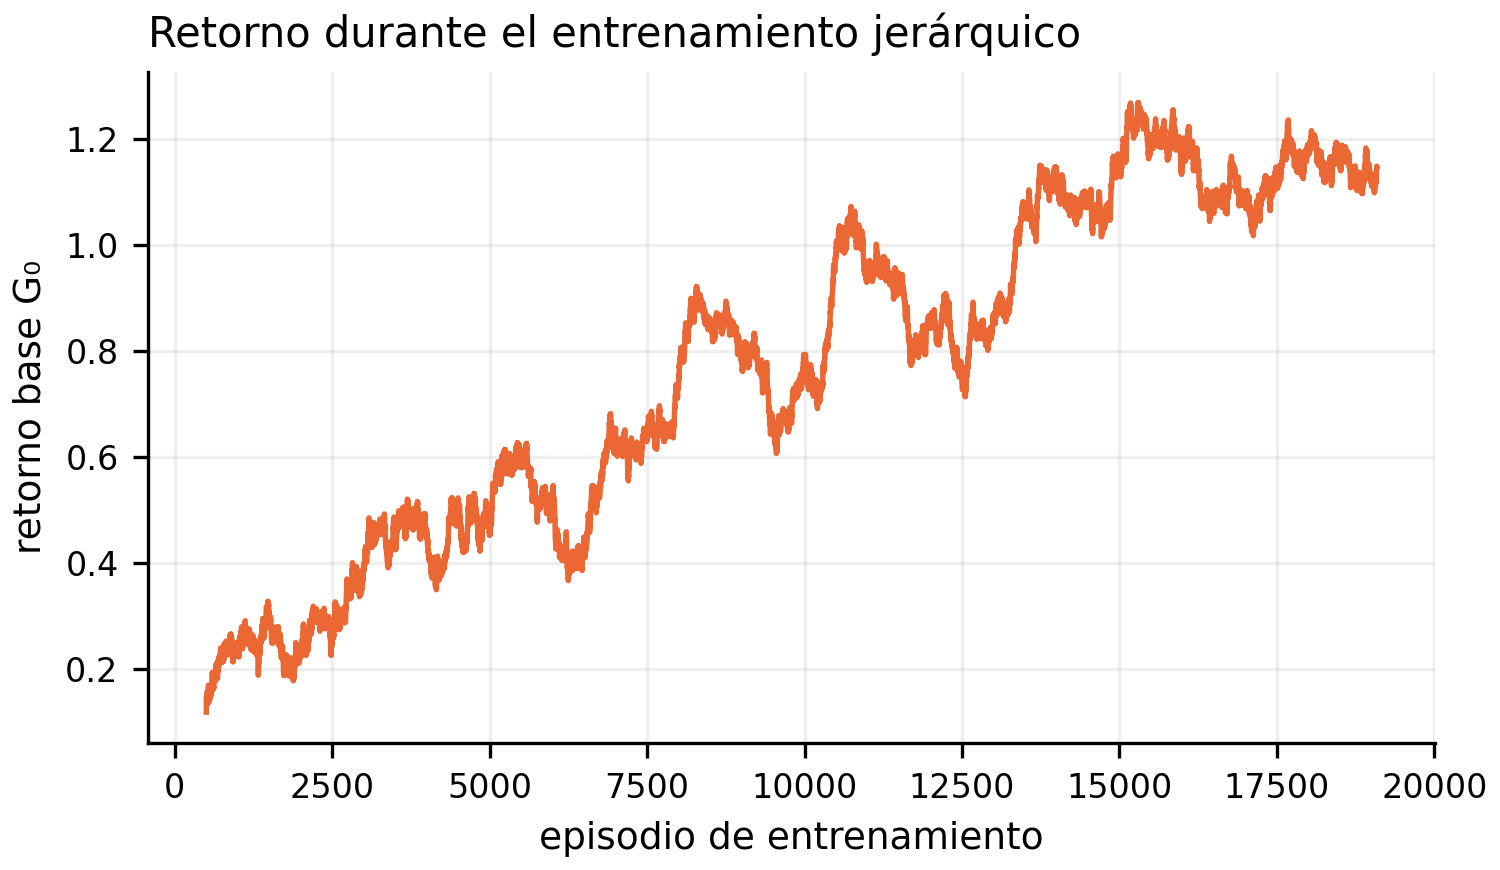 Retorno durante el entrenamiento jerárquico
retorno base G₀
1.2
1.0
0.8
0.6
0.4
0.2
0 2500 5000 7500 10000 12500 15000 17500 20000
episodio de entrenamiento